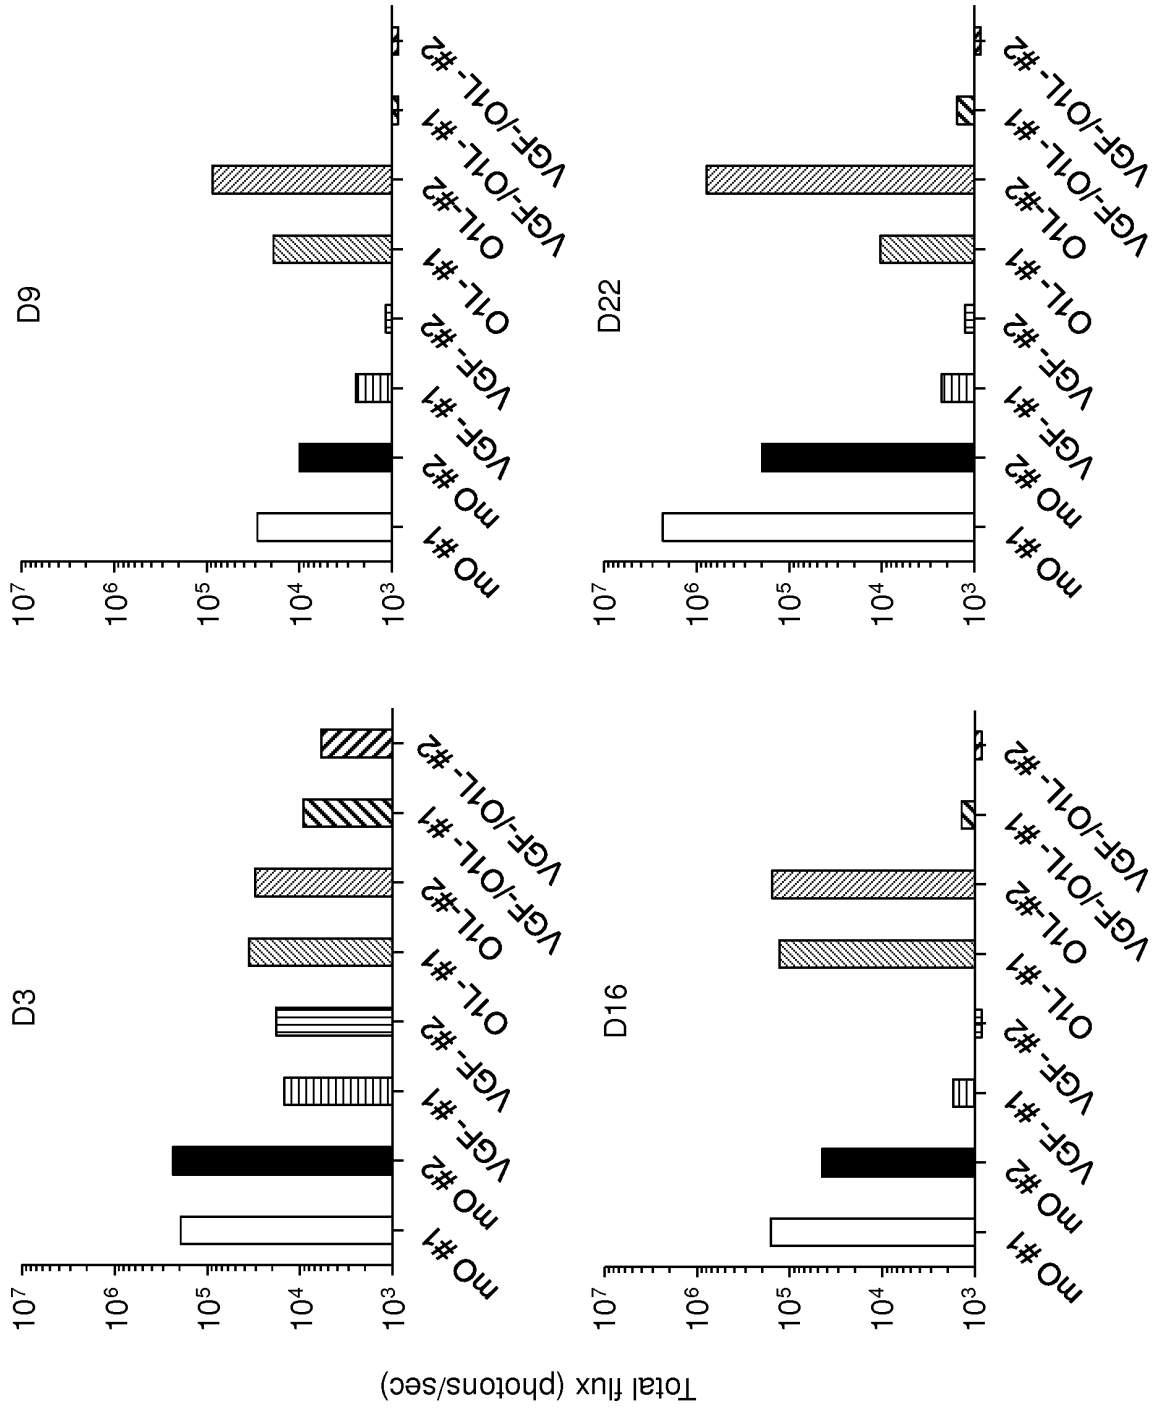 Total flux (photons/sec)
D3
10⁷
10⁶
10⁵
10⁴
10³
mO #1
mO #2
VGF- #1
VGF- #2
O1L- #1
O1L-#2
VGF-/O1L- #1
VGF-/O1L- #2
D9
10⁷
10⁶
10⁵
10⁴
10³
mO #1
mO #2
VGF- #1
VGF- #2
O1L- #1
O1L-#2
VGF-/O1L- #1
VGF-/O1L- #2
D16
10⁷
10⁶
10⁵
10⁴
10³
mO #1
mO #2
VGF- #1
VGF- #2
O1L- #1
O1L-#2
VGF-/O1L- #1
VGF-/O1L- #2
D22
10⁷
10⁶
10⁵
10⁴
10³
mO #1
mO #2
VGF- #1
VGF- #2
O1L- #1
O1L-#2
VGF-/O1L- #1
VGF-/O1L- #2